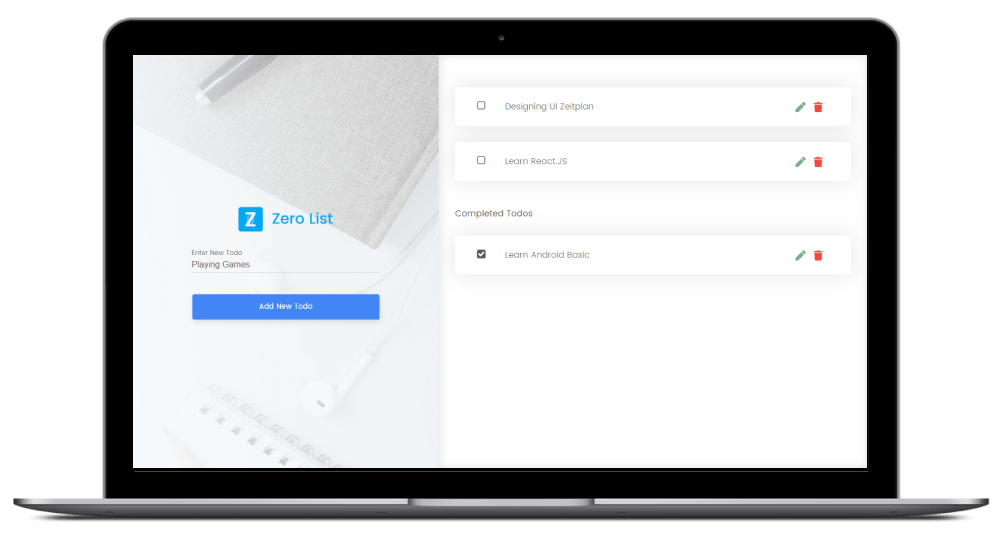 Z Zero List
Enter New Todo
Playing Games
Add New Todo
Designing UI Zeitplan
Learn React.JS
Completed Todos
Learn Android Basic